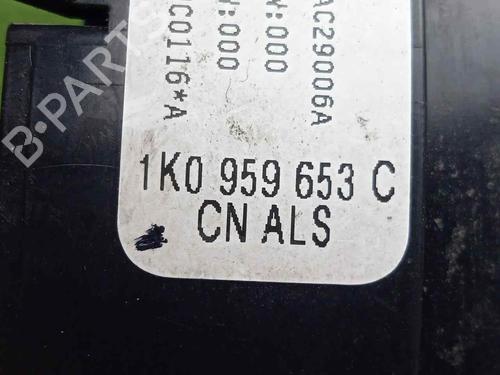 AC29006A
W:000
W:000
C0116*A
1K0 959 653 C
CN ALS
B-PARTS